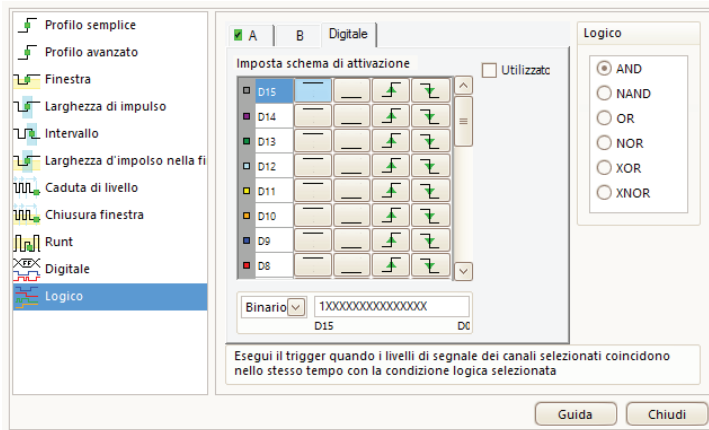 Profilo semplice
Profilo avanzato
Finestra
Larghezza di impulso
Intervallo
Larghezza d'impolso nella fi
Caduta di livello
Chiusura finestra
Runt
Digitale
Logico
A B Digitale
Imposta schema di attivazione
Utilizzato
D15
D14
D13
D12
D11
D10
D9
D8
Binario 1XXXXXXXXXXXXXXX
D15 D0
Logico
AND
NAND
OR
NOR
XOR
XNOR
Esegui il trigger quando i livelli di segnale dei canali selezionati coincidono
nello stesso tempo con la condizione logica selezionata
Guida Chiudi